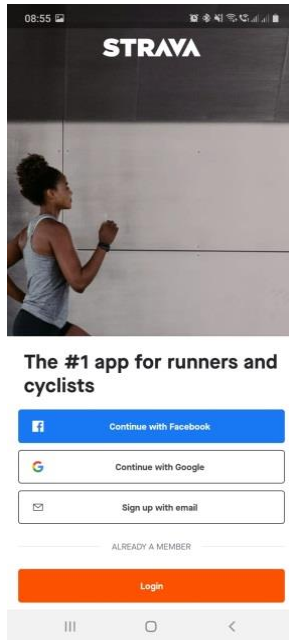 08:55
STRAVA
The #1 app for runners and
cyclists
Continue with Facebook
Continue with Google
Sign up with email
ALREADY A MEMBER
Login